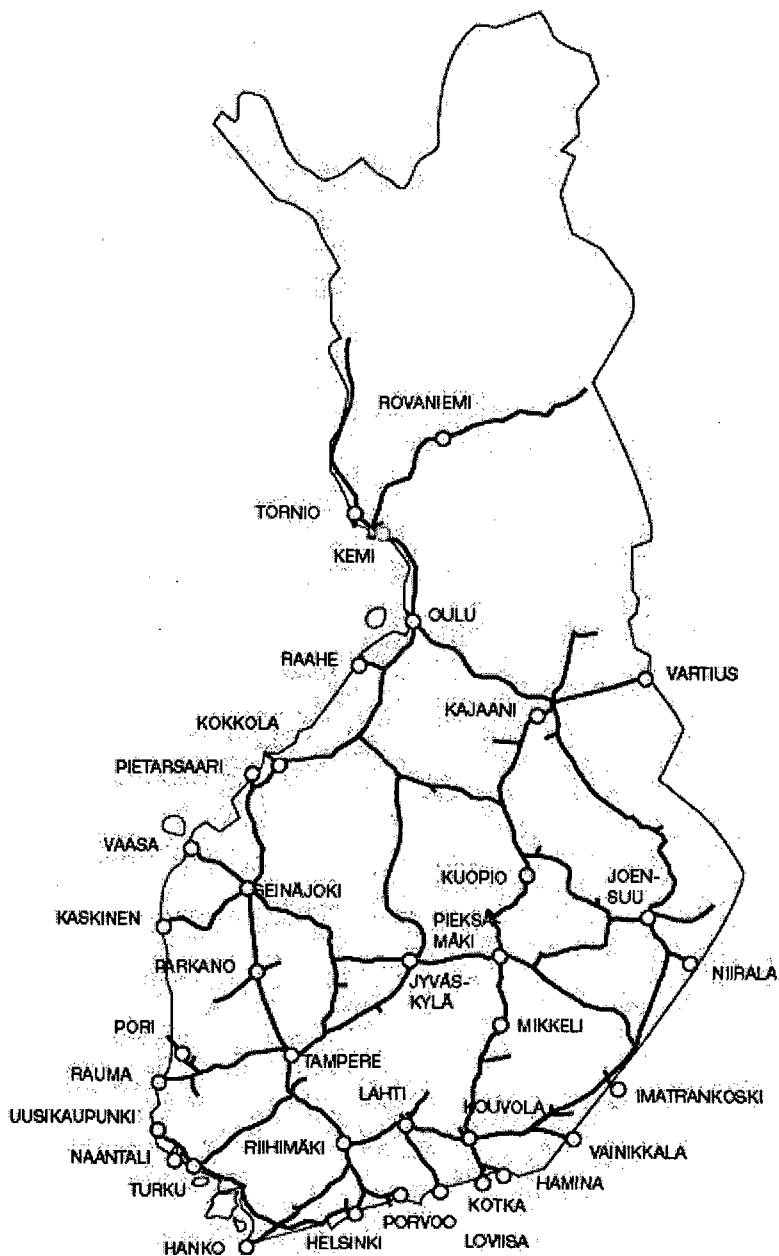 ROVANIEMI
TORNIO
KEMI
OULU
RAAHE
VARTIUS
KAJAANI
KOKKOLA
PIETARSAARI
VAASA
KUOPIO
JOEN-
SUU
SEINÄJOKI
KASKINEN
PIEKSÄ-
MÄKI
PARKANO
NIIRALA
JYVÄS-
KYLÄ
PORI
MIKKELI
TAMPERE
RAUMA
IMATRANKOSKI
LAHTI
KOUVOLA
UUSIKAUPUNKI
RIIHIMÄKI
VAINIKKALA
NAANTALI
TURKU
HAMINA
KOTKA
PORVOO
HELSINKI
LOVIISA
HANKO